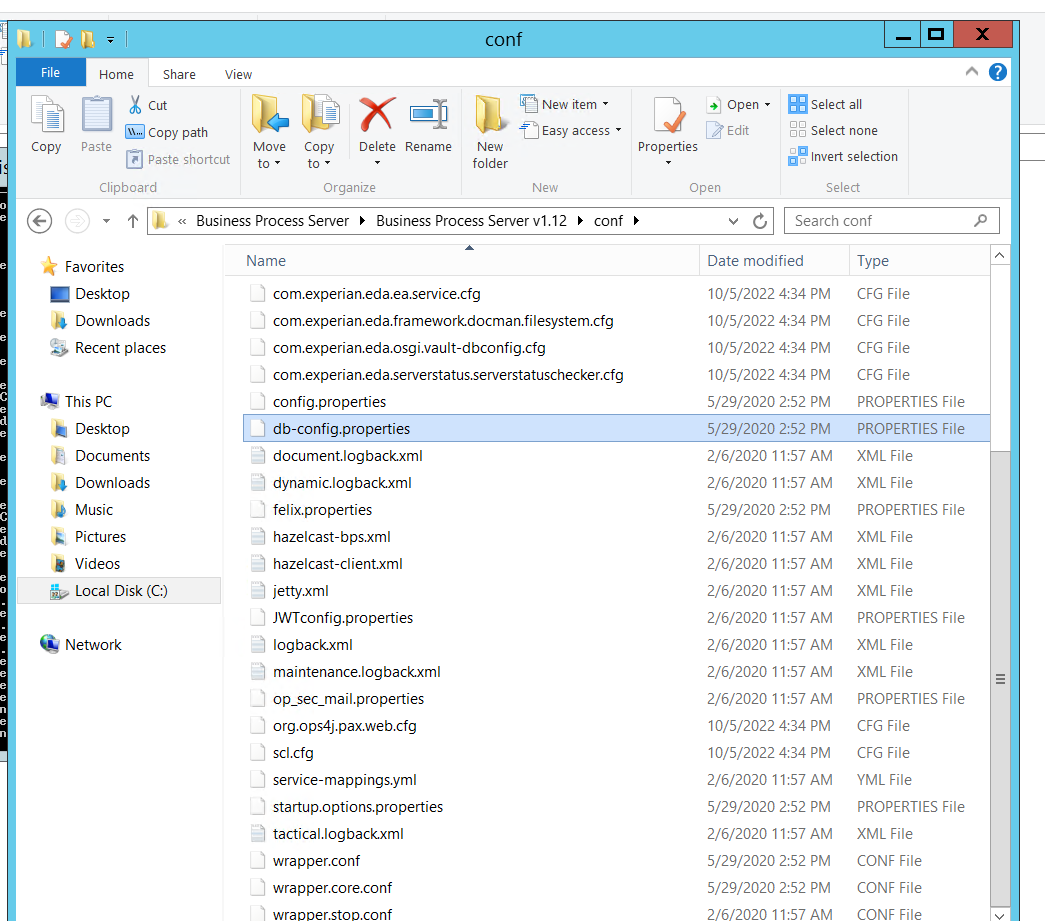 conf
File Home Share View
Cut
Copy path
Paste shortcut
Copy Paste
Clipboard
Move to
Copy to
Delete Rename
Organize
New folder
New item
Easy access
New
Properties
Open
Edit
Open
Select all
Select none
Invert selection
Select
« Business Process Server Business Process Server v1.12 conf
Search conf
Favorites
Desktop
Downloads
Recent places
This PC
Desktop
Documents
Downloads
Music
Pictures
Videos
Local Disk (C:)
Network
Name Date modified Type
com.experian.eda.ea.service.cfg 10/5/2022 4:34 PM CFG File
com.experian.eda.framework.docman.filesystem.cfg 10/5/2022 4:34 PM CFG File
com.experian.eda.osgi.vault-dbconfig.cfg 10/5/2022 4:34 PM CFG File
com.experian.eda.serverstatus.serverstatuschecker.cfg 10/5/2022 4:34 PM CFG File
config.properties 5/29/2020 2:52 PM PROPERTIES File
db-config.properties 5/29/2020 2:52 PM PROPERTIES File
document.logback.xml 2/6/2020 11:57 AM XML File
dynamic.logback.xml 2/6/2020 11:57 AM XML File
felix.properties 5/29/2020 2:52 PM PROPERTIES File
hazelcast-bps.xml 2/6/2020 11:57 AM XML File
hazelcast-client.xml 2/6/2020 11:57 AM XML File
jetty.xml 2/6/2020 11:57 AM XML File
JWTconfig.properties 2/6/2020 11:57 AM PROPERTIES File
logback.xml 2/6/2020 11:57 AM XML File
maintenance.logback.xml 2/6/2020 11:57 AM XML File
op_sec_mail.properties 2/6/2020 11:57 AM PROPERTIES File
org.ops4j.pax.web.cfg 10/5/2022 4:34 PM CFG File
scl.cfg 10/5/2022 4:34 PM CFG File
service-mappings.yml 2/6/2020 11:57 AM YML File
startup.options.properties 5/29/2020 2:52 PM PROPERTIES File
tactical.logback.xml 2/6/2020 11:57 AM XML File
wrapper.conf 5/29/2020 2:52 PM CONF File
wrapper.core.conf 5/29/2020 2:52 PM CONF File
wrapper.stop.conf 2/6/2020 11:57 AM CONF File